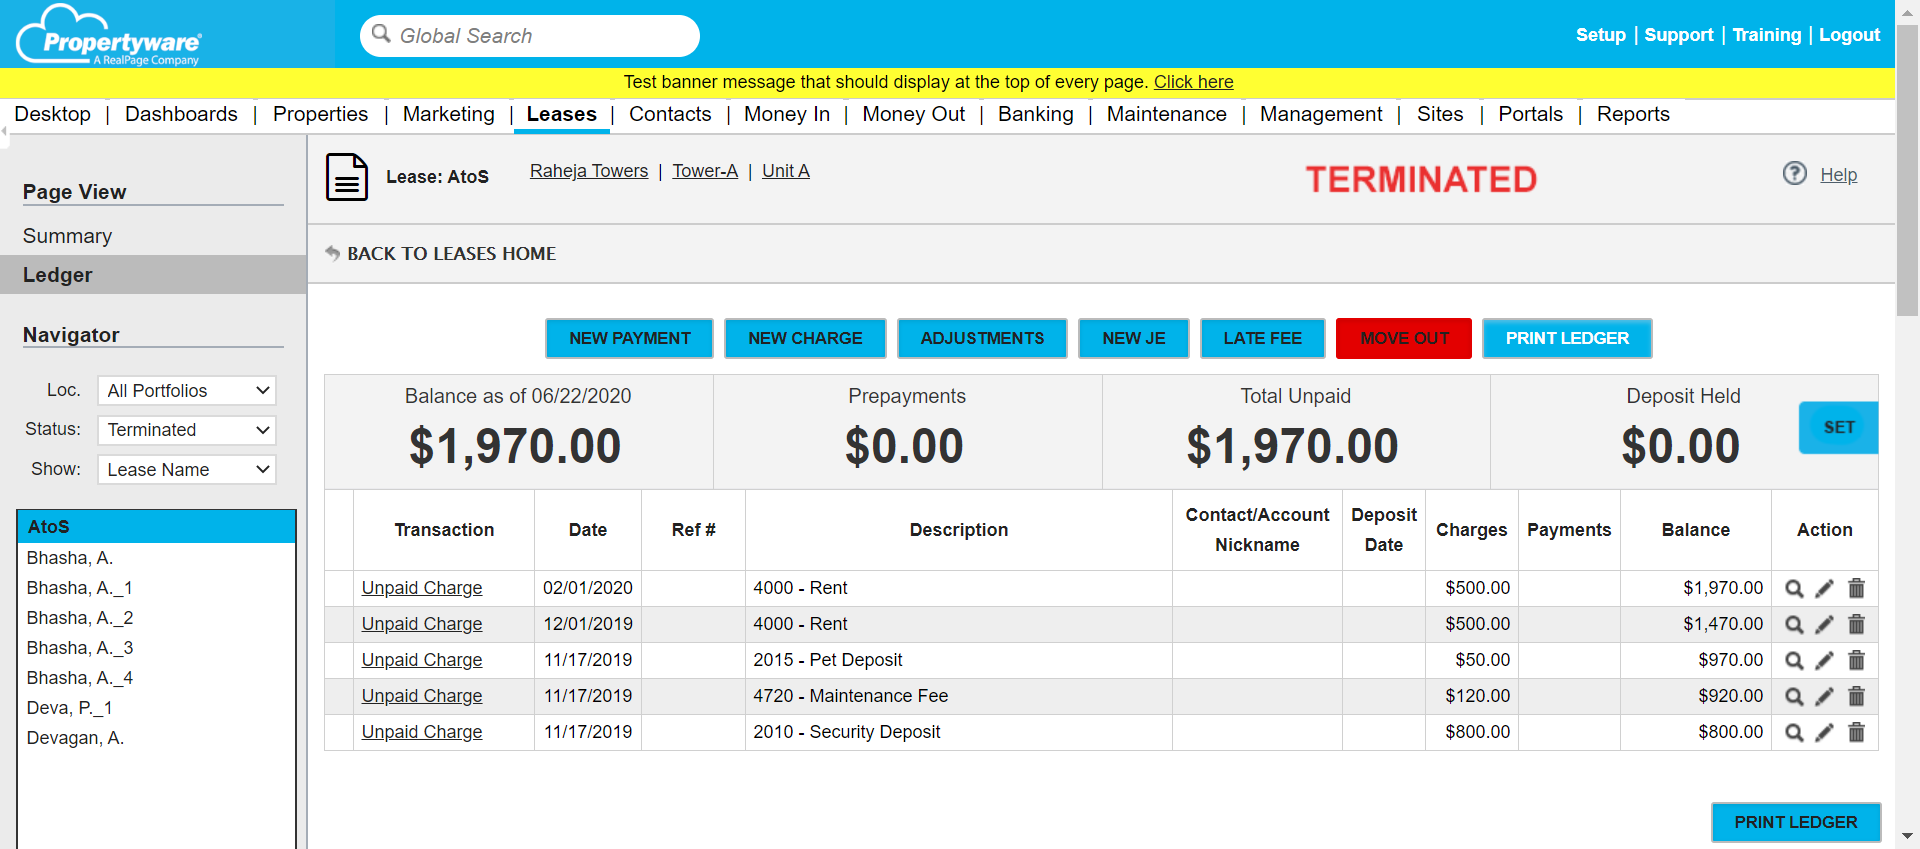 Propertyware®
A RealPage Company
Global Search
Setup | Support | Training | Logout
Test banner message that should display at the top of every page. Click here
Desktop | Dashboards | Properties | Marketing | Leases | Contacts | Money In | Money Out | Banking | Maintenance | Management | Sites | Portals | Reports
Page View
Summary
Ledger
Navigator
Loc. All Portfolios
Status: Terminated
Show: Lease Name
AtoS
Bhasha, A.
Bhasha, A._1
Bhasha, A._2
Bhasha, A._3
Bhasha, A._4
Deva, P._1
Devagan, A.
Lease: AtoS Raheja Towers | Tower-A | Unit A
TERMINATED
? Help
BACK TO LEASES HOME
NEW PAYMENT NEW CHARGE ADJUSTMENTS NEW JE LATE FEE MOVE OUT PRINT LEDGER
Balance as of 06/22/2020 Prepayments Total Unpaid Deposit Held
$1,970.00 $0.00 $1,970.00 $0.00 SET
Transaction Date Ref # Description Contact/Account Nickname Deposit Date Charges Payments Balance Action
Unpaid Charge 02/01/2020 4000 - Rent $500.00 $1,970.00
Unpaid Charge 12/01/2019 4000 - Rent $500.00 $1,470.00
Unpaid Charge 11/17/2019 2015 - Pet Deposit $50.00 $970.00
Unpaid Charge 11/17/2019 4720 - Maintenance Fee $120.00 $920.00
Unpaid Charge 11/17/2019 2010 - Security Deposit $800.00 $800.00
PRINT LEDGER